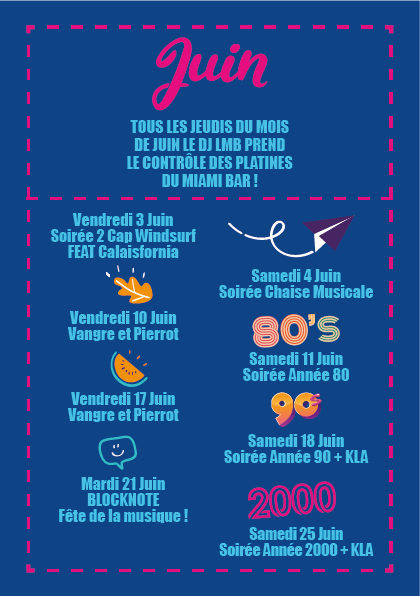 Juin
TOUS LES JEUDIS DU MOIS
DE JUIN LE DJ LMB PREND
LE CONTRÔLE DES PLATINES
DU MIAMI BAR !
Vendredi 3 Juin
Soirée 2 Cap Windsurf
FEAT Calaisfornia
Vendredi 10 Juin
Vangre et Pierrot
Vendredi 17 Juin
Vangre et Pierrot
Mardi 21 Juin
BLOCKNOTE
Fête de la musique !
Samedi 4 Juin
Soirée Chaise Musicale
80's
Samedi 11 Juin
Soirée Année 80
90s
Samedi 18 Juin
Soirée Année 90 + KLA
2000
Samedi 25 Juin
Soirée Année 2000 + KLA